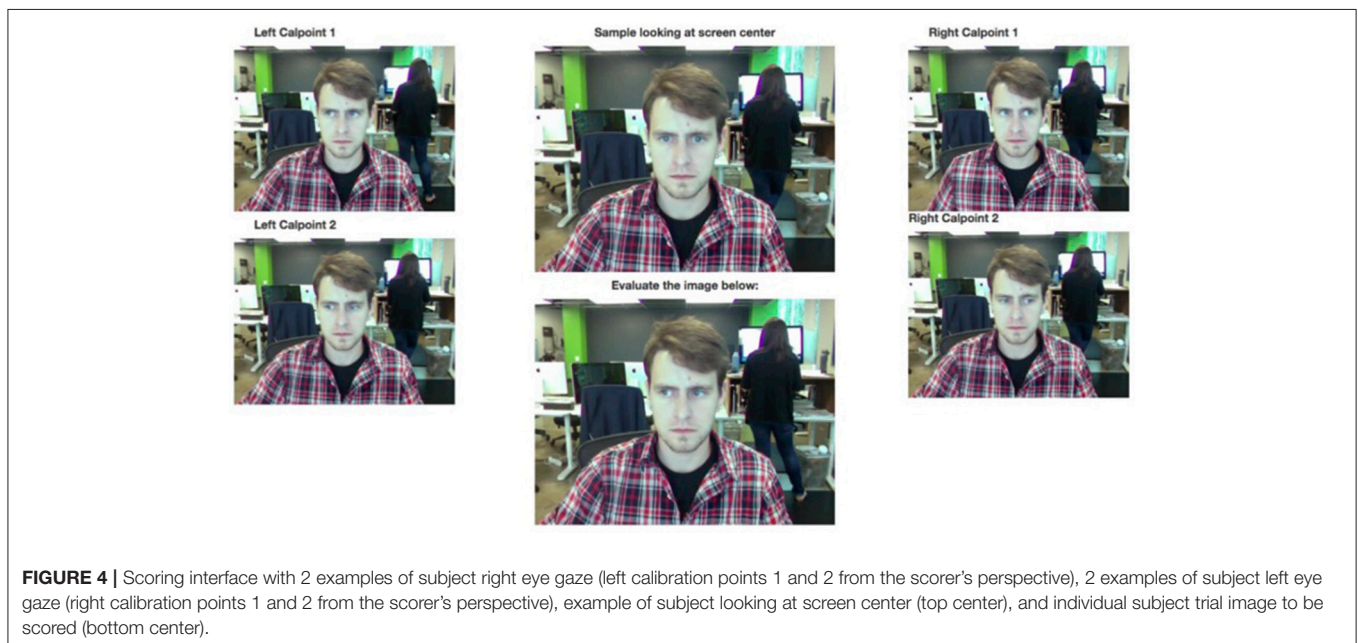 Left Calpoint 1
Sample looking at screen center
Right Calpoint 1
Left Calpoint 2
Right Calpoint 2
Evaluate the image below:
FIGURE 4 | Scoring interface with 2 examples of subject right eye gaze (left calibration points 1 and 2 from the scorer's perspective), 2 examples of subject left eye
gaze (right calibration points 1 and 2 from the scorer's perspective), example of subject looking at screen center (top center), and individual subject trial image to be
scored (bottom center).